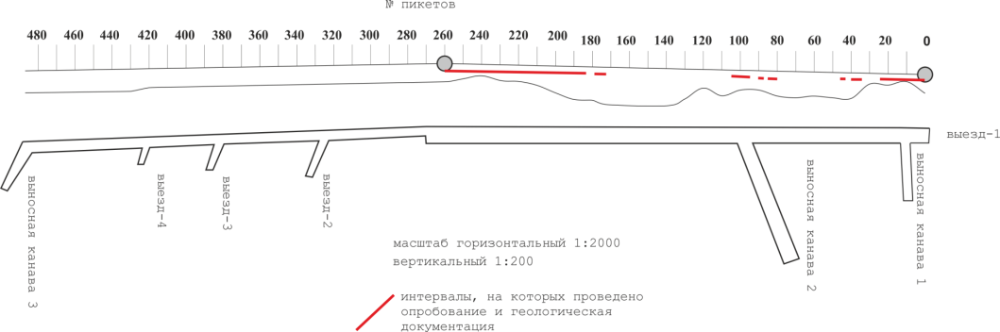 № пикетов
480 460 440 420 400 380 360 340 320 300 280 260 240 220 200 180 160 140 120 100 80 60 40 20 0
выезд-1
выносная канава 3
выезд-4
выезд-3
выезд-2
выносная канава 2
выносная канава 1
масштаб горизонтальный 1:2000
вертикальный 1:200
интервалы, на которых проведено
опробование и геологическая
документация